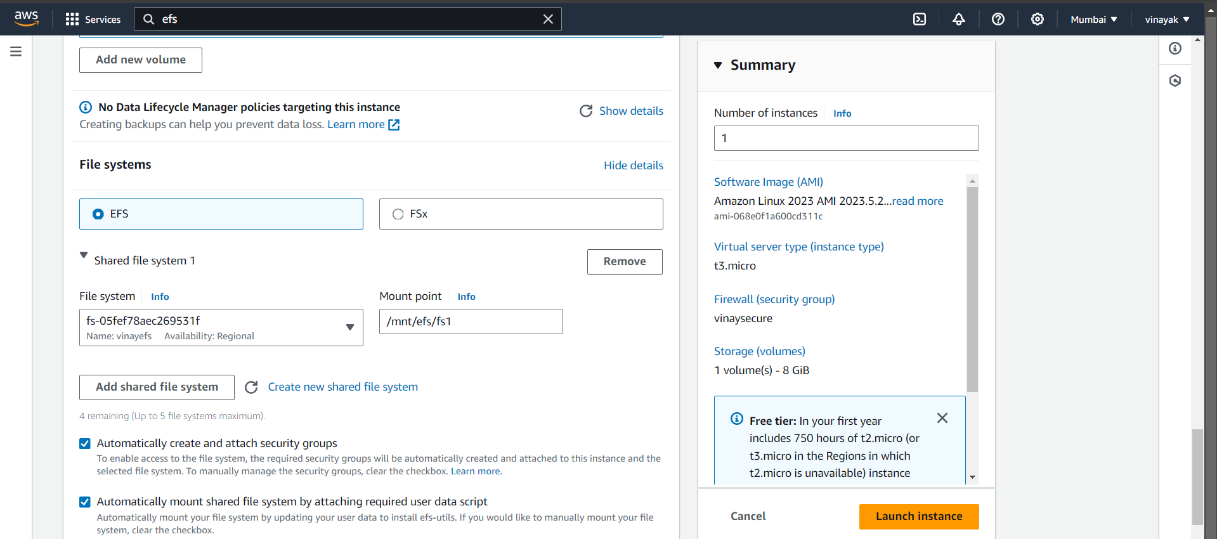 aws Services efs Mumbai ▼ vinayak ▼
Add new volume
No Data Lifecycle Manager policies targeting this instance
Creating backups can help you prevent data loss. Learn more
Show details
File systems
Hide details
EFS
FSx
Shared file system 1
Remove
File system Info
Mount point Info
fs-05fef78aec269531f
Name: vinayefs Availability: Regional
/mnt/efs/fs1
Add shared file system
Create new shared file system
4 remaining (Up to 5 file systems maximum).
Automatically create and attach security groups
To enable access to the file system, the required security groups will be automatically created and attached to this instance and the
selected file system. To manually manage the security groups, clear the checkbox. Learn more.
Automatically mount shared file system by attaching required user data script
Automatically mount your file system by updating your user data to install efs-utils. If you would like to manually mount your file
system, clear the checkbox.
Summary
Number of instances Info
1
Software Image (AMI)
Amazon Linux 2023 AMI 2023.5.2...read more
ami-068e0f1a600cd311c
Virtual server type (instance type)
t3.micro
Firewall (security group)
vinaysecure
Storage (volumes)
1 volume(s) - 8 GiB
Free tier: In your first year
includes 750 hours of t2.micro (or
t3.micro in the Regions in which
t2.micro is unavailable) instance
Cancel
Launch instance